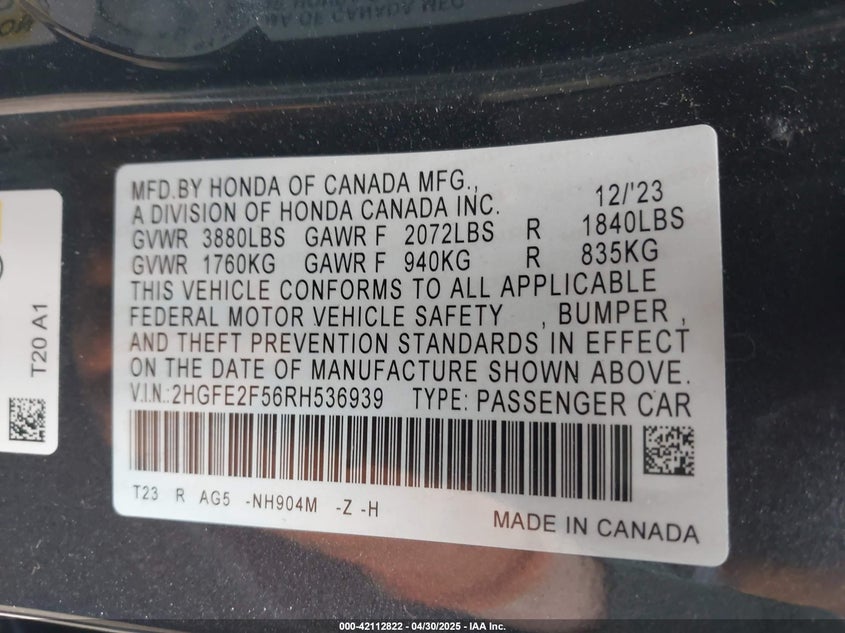 MFD.BY HONDA OF CANADA MFG.,
A DIVISION OF HONDA CANADA INC. 12/'23
GVWR 3880LBS GAWR F 2072LBS R 1840LBS
GVWR 1760KG GAWR F 940KG R 835KG
THIS VEHICLE CONFORMS TO ALL APPLICABLE
FEDERAL MOTOR VEHICLE SAFETY , BUMPER ,
AND THEFT PREVENTION STANDARDS IN EFFECT
ON THE DATE OF MANUFACTURE SHOWN ABOVE.
V.I.N.:2HGFE2F56RH536939 TYPE: PASSENGER CAR
T23 R AG5 -NH904M -Z -H
MADE IN CANADA
T20 A1
000-42112822 - 04/30/2025 - IAA Inc.